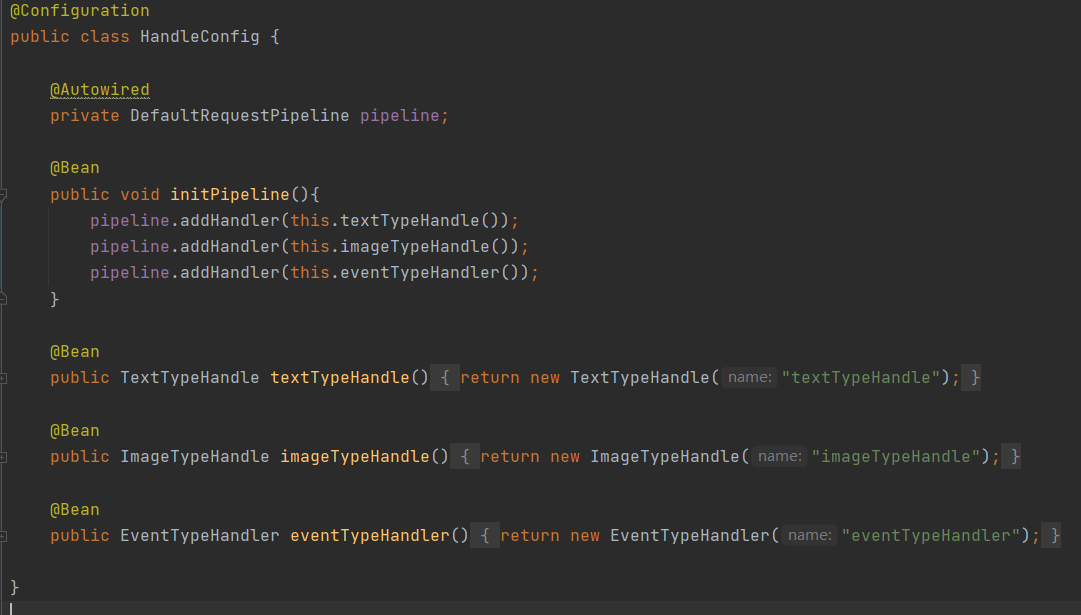 @Configuration
public class HandleConfig {
@Autowired
private DefaultRequestPipeline pipeline;
@Bean
public void initPipeline(){
pipeline.addHandler(this.textTypeHandle());
pipeline.addHandler(this.imageTypeHandle());
pipeline.addHandler(this.eventTypeHandler());
}
@Bean
public TextTypeHandle textTypeHandle() { return new TextTypeHandle( name: "textTypeHandle"); }
@Bean
public ImageTypeHandle imageTypeHandle() { return new ImageTypeHandle( name: "imageTypeHandle"); }
@Bean
public EventTypeHandler eventTypeHandler() { return new EventTypeHandler( name: "eventTypeHandler"); }
}